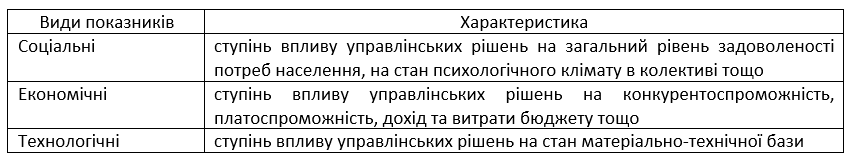 Види показників Характеристика
Соціальні ступінь впливу управлінських рішень на загальний рівень задоволеності
потреб населення, на стан психологічного клімату в колективі тощо
Економічні ступінь впливу управлінських рішень на конкурентоспроможність,
платоспроможність, дохід та витрати бюджету тощо
Технологічні ступінь впливу управлінських рішень на стан матеріально-технічної бази